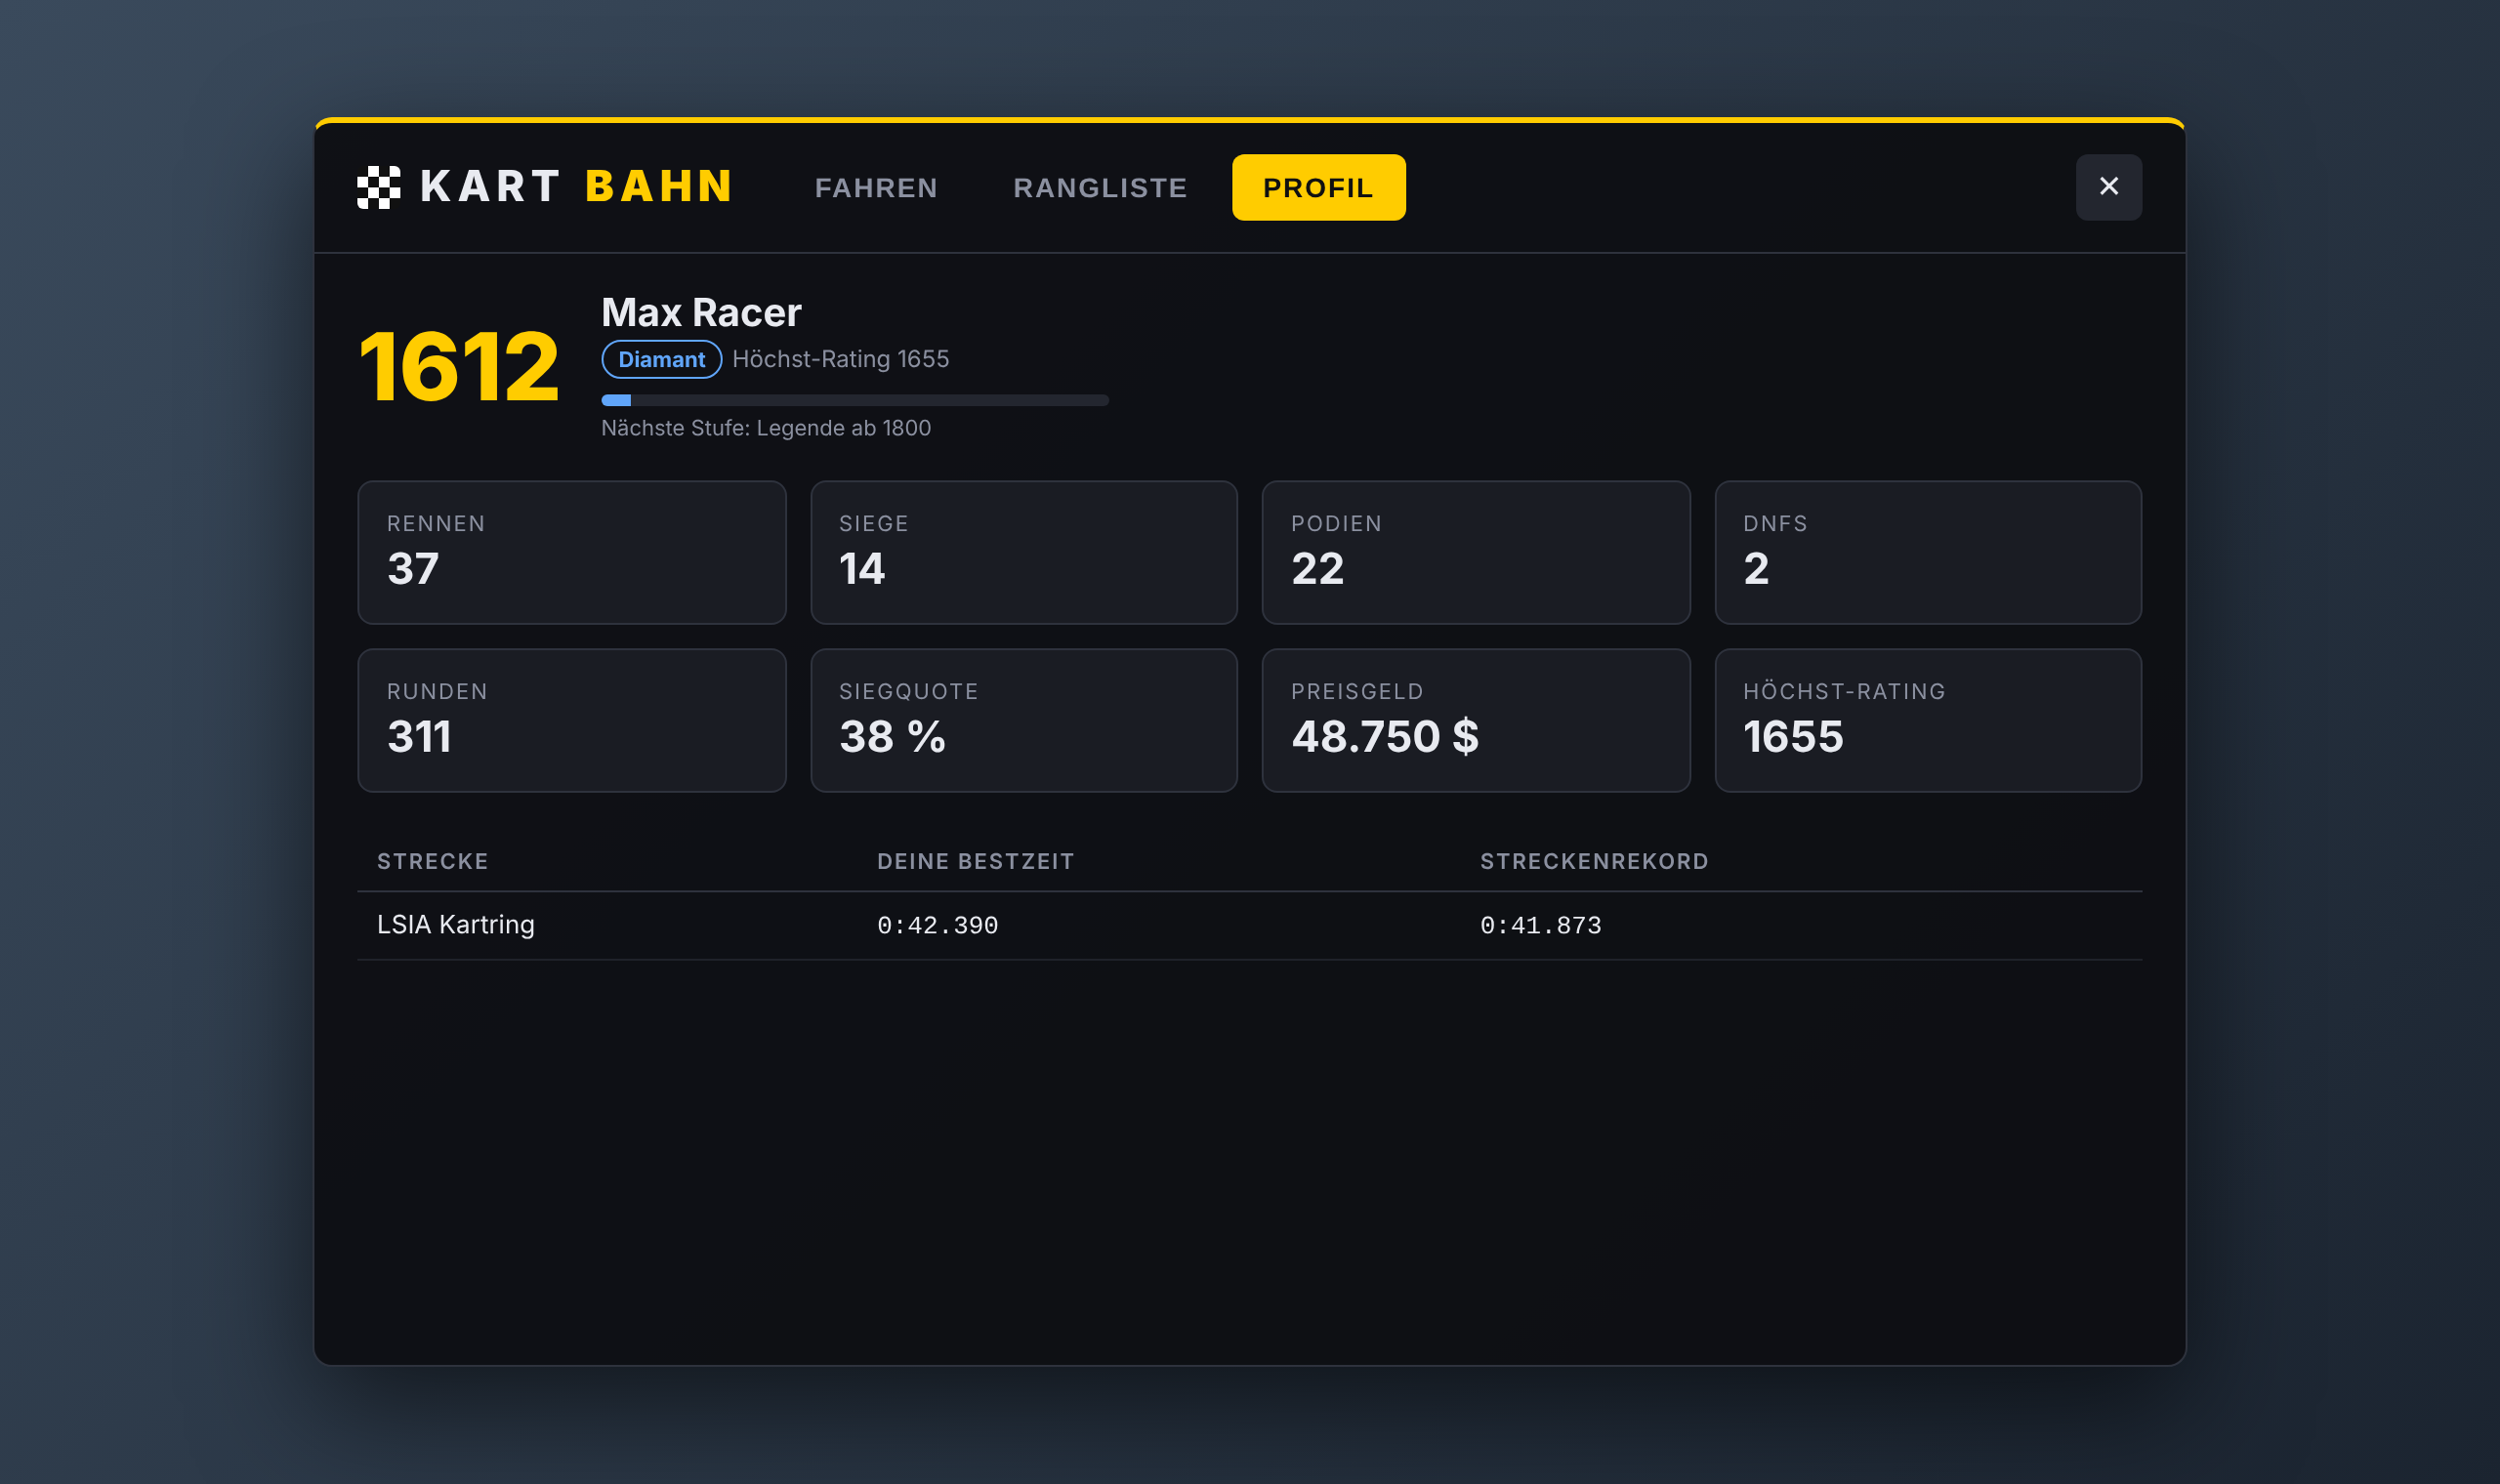 KART BAHN
FAHREN
RANGLISTE
PROFIL
✕
1612
Max Racer
Diamant Höchst-Rating 1655
Nächste Stufe: Legende ab 1800
RENNEN
37
SIEGE
14
PODIEN
22
DNFS
2
RUNDEN
311
SIEGQUOTE
38 %
PREISGELD
48.750 $
HÖCHST-RATING
1655
STRECKE DEINE BESTZEIT STRECKENREKORD
LSIA Kartring 0:42.390 0:41.873